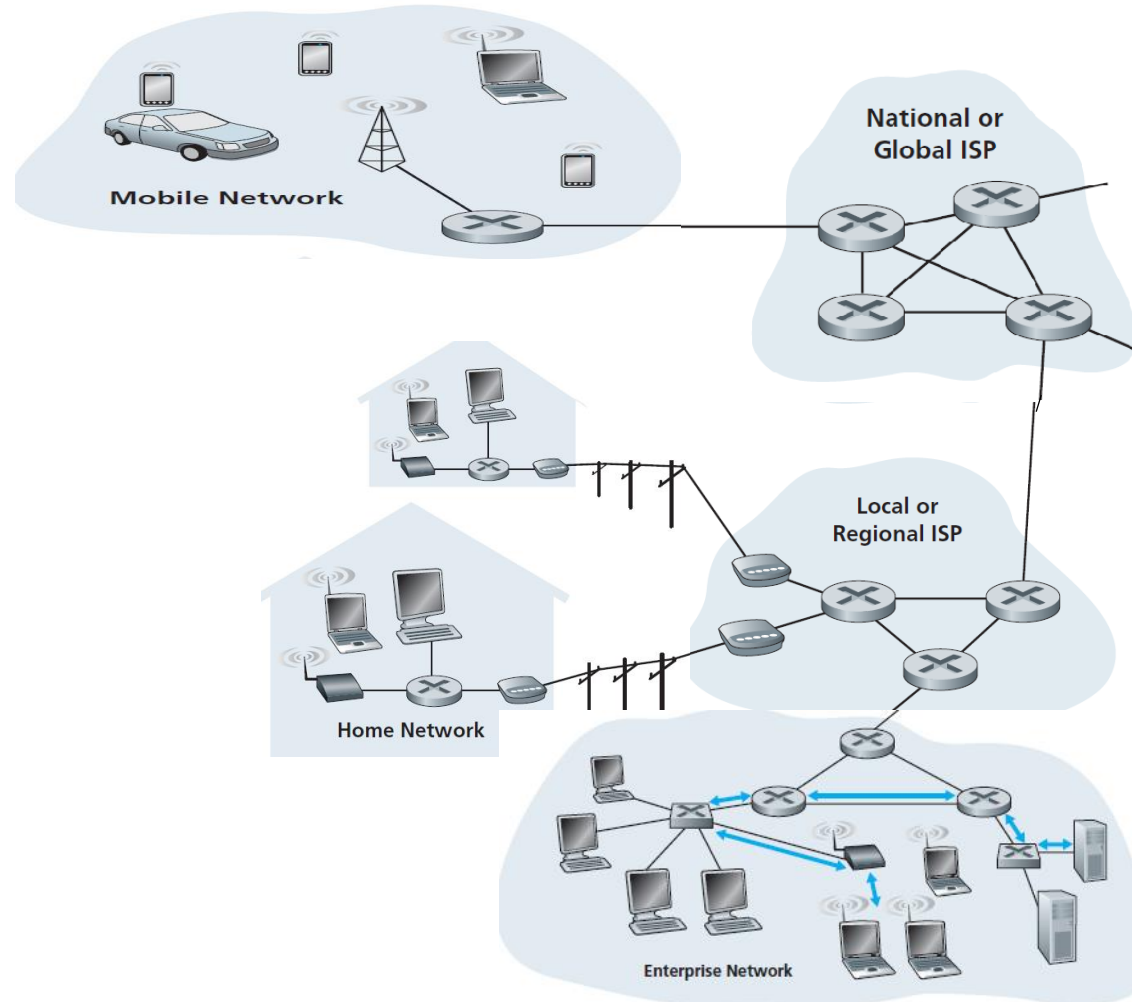 National or
Global ISP
Mobile Network
Local or
Regional ISP
Home Network
Enterprise Network